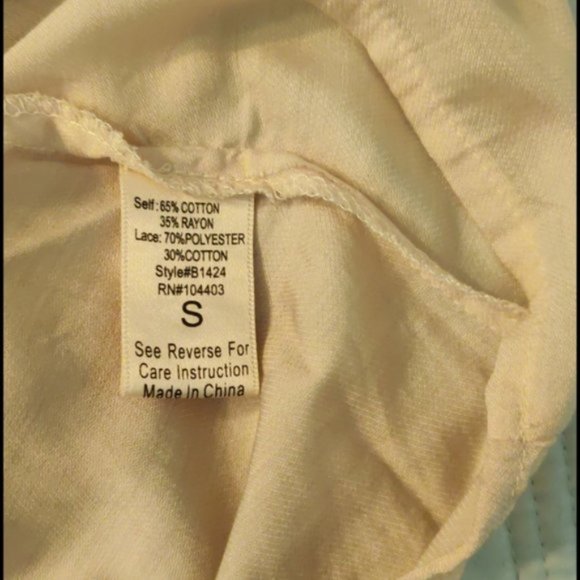 Self: 65% COTTON
35% RAYON
Lace: 70%POLYESTER
30%COTTON
Style#B1424
RN#104403
S
See Reverse For
Care Instruction
Made In China